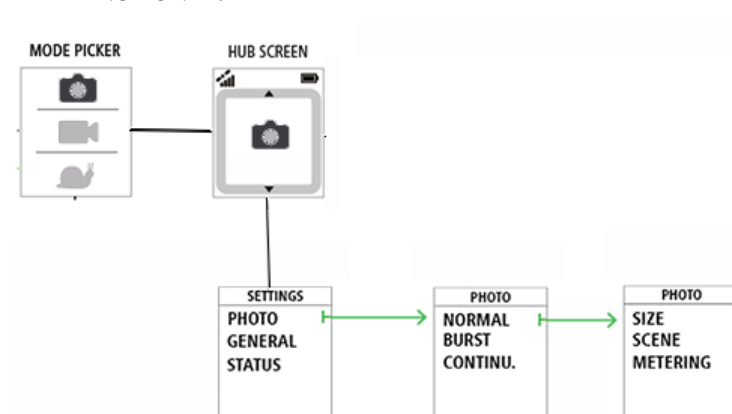 MODE PICKER
HUB SCREEN
SETTINGS
PHOTO
GENERAL
STATUS
PHOTO
NORMAL
BURST
CONTINU.
PHOTO
SIZE
SCENE
METERING